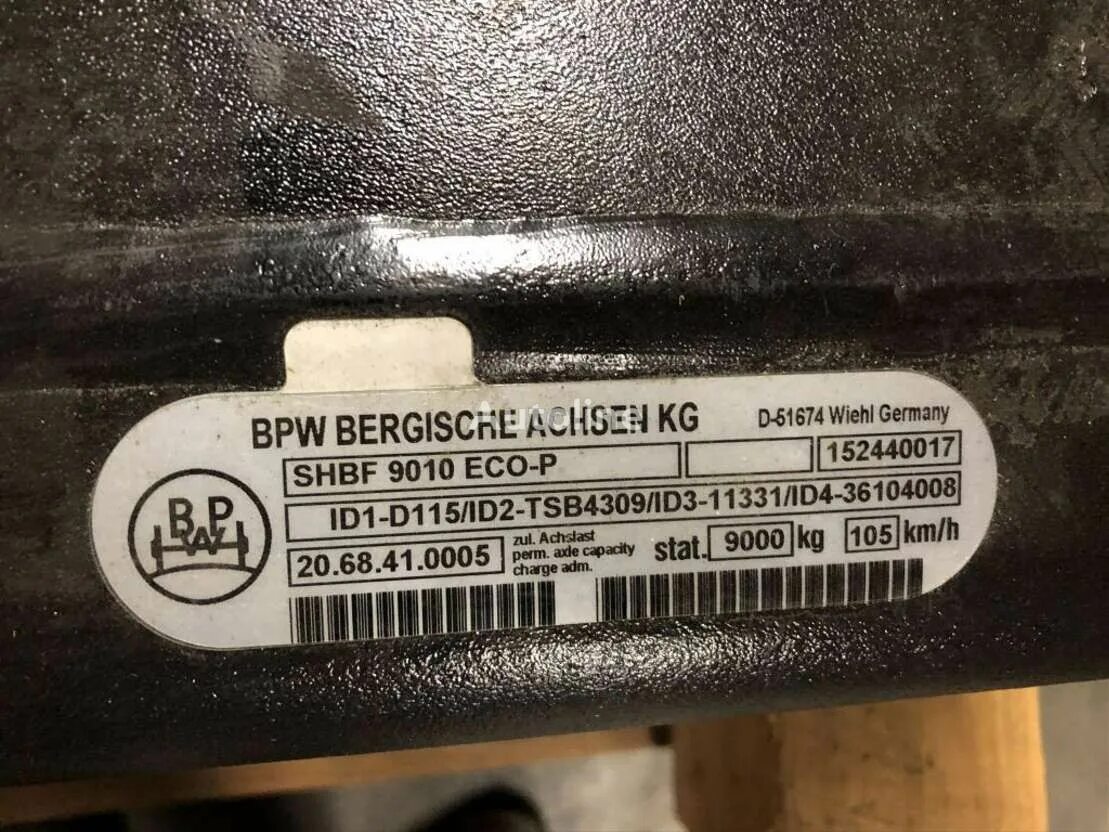 BPW BERGISCHE ACHSEN KG D-51674 Wiehl Germany
Autoline
SHBF 9010 ECO-P 152440017
ID1-D115/ID2-TSB4309/ID3-11331/ID4-36104008
BPW
20.68.41.0005 zul. Achslast stat. 9000 kg 105 km/h
perm. axle capacity
charge adm.